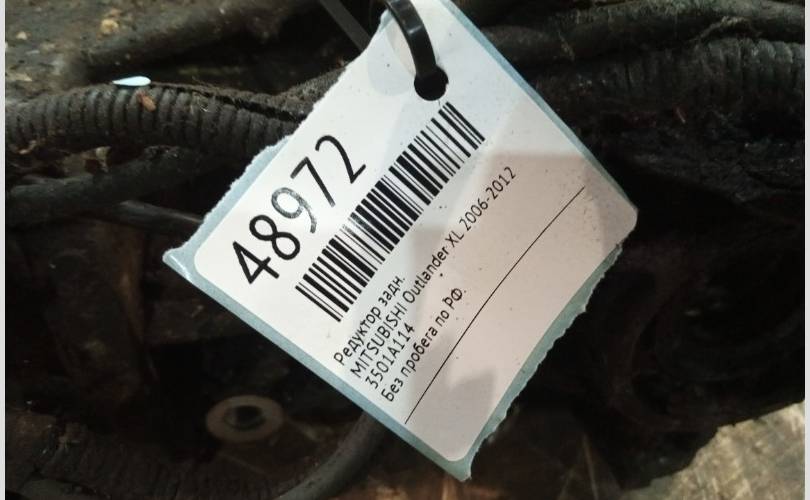 48972
Редуктор задн.
MITSUBISHI Outlander XL 2006-2012
3501A114
Без пробега по РФ.